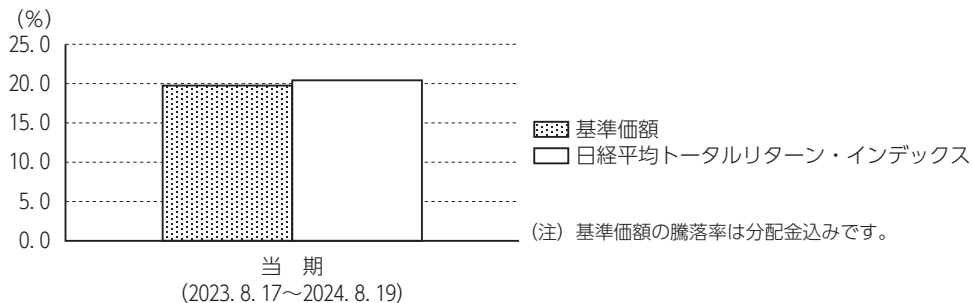 (%)
25.0
20.0
15.0
10.0
5.0
0.0
当 期
(2023. 8. 17～2024. 8. 19)
基準価額
日経平均トータルリターン・インデックス
(注) 基準価額の騰落率は分配金込みです。